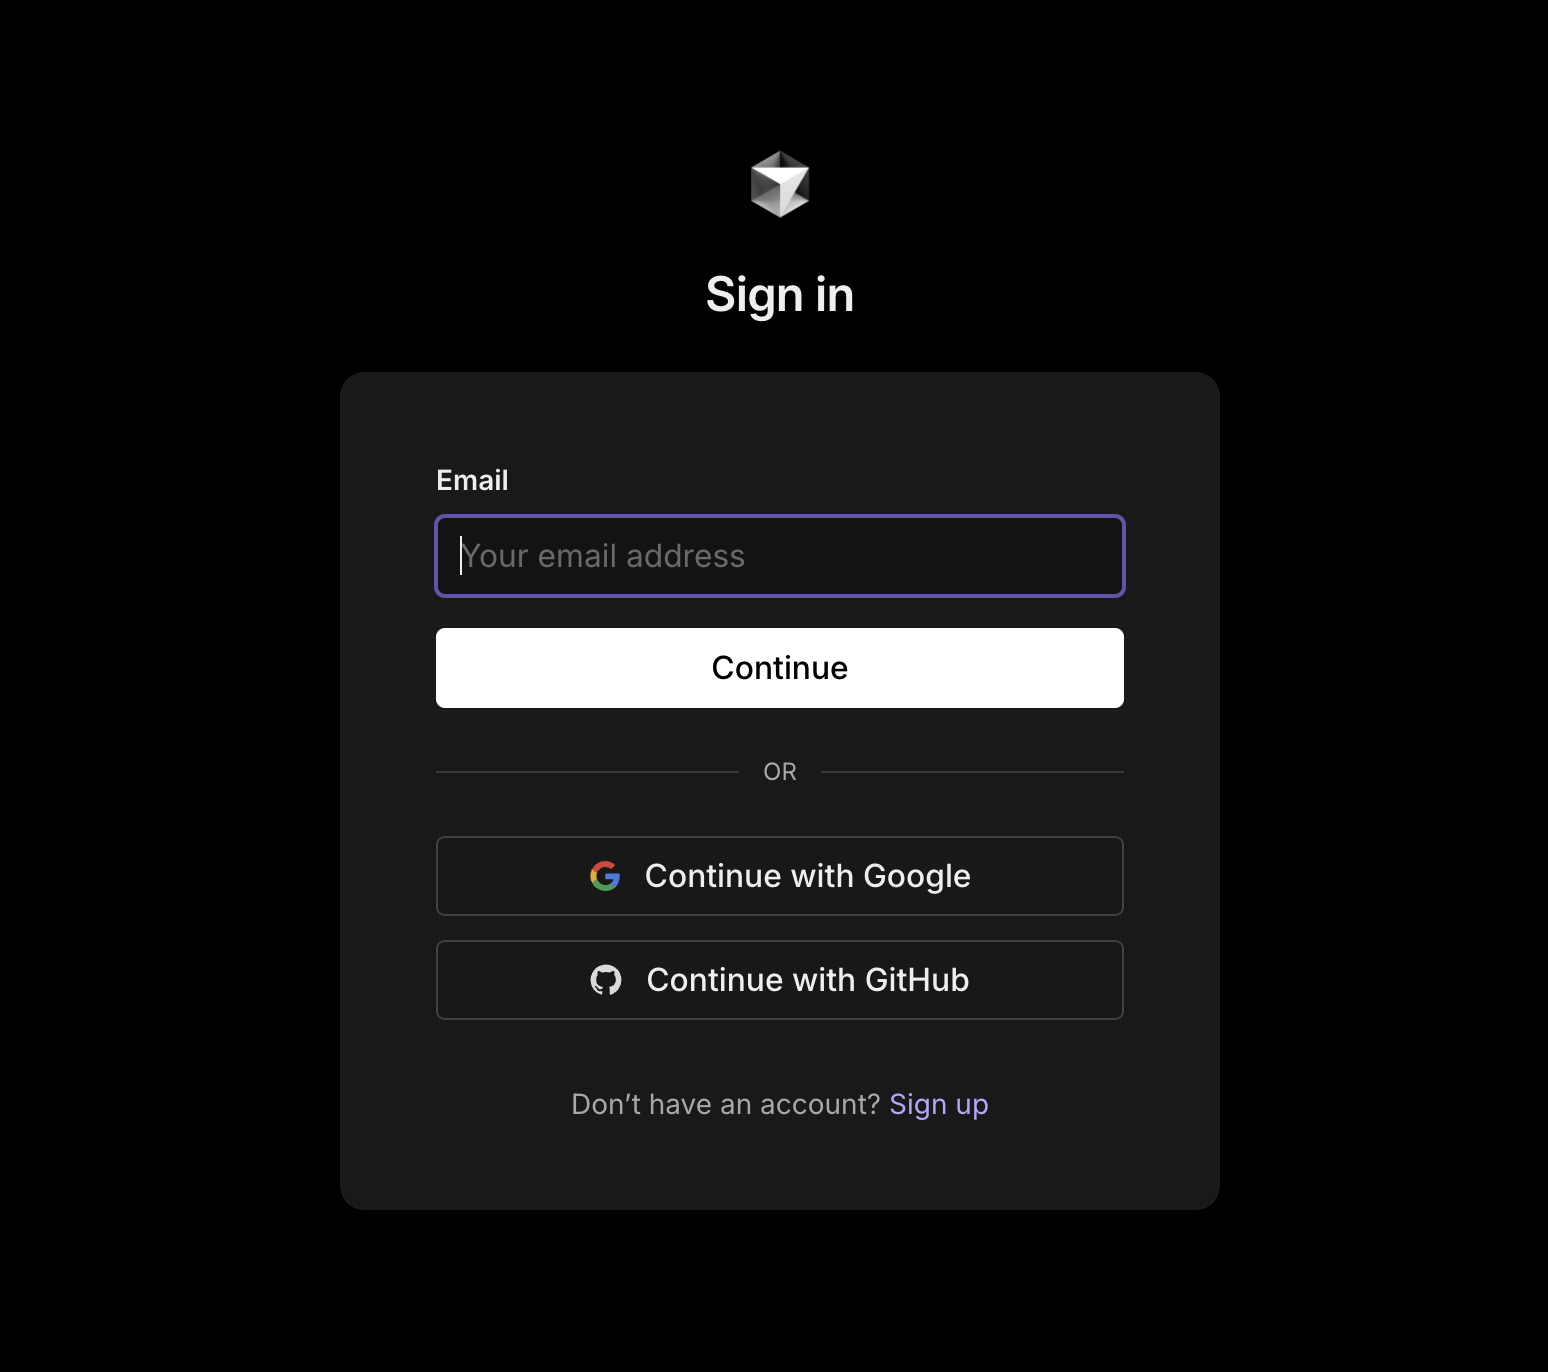 Sign in
Email
Your email address
Continue
OR
Continue with Google
Continue with GitHub
Don’t have an account? Sign up